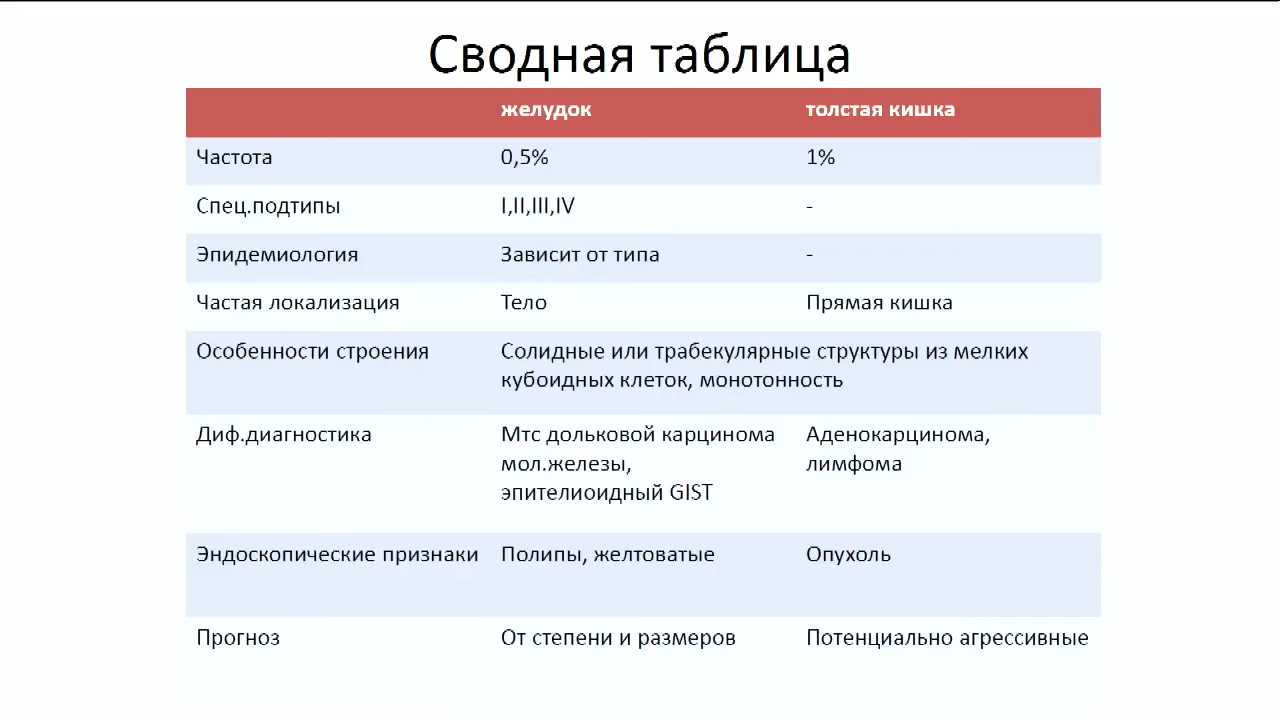 Сводная таблица
желудок толстая кишка
Частота 0,5% 1%
Спец.подтипы I,II,III,IV -
Эпидемиология Зависит от типа -
Частая локализация Тело Прямая кишка
Особенности строения Солидные или трабекулярные структуры из мелких
кубоидных клеток, монотонность
Диф.диагностика Мтс дольковой карцинома Аденокарцинома,
мол.железы, лимфома
эпителиоидный GIST
Эндоскопические признаки Полипы, желтоватые Опухоль
Прогноз От степени и размеров Потенциально агрессивные